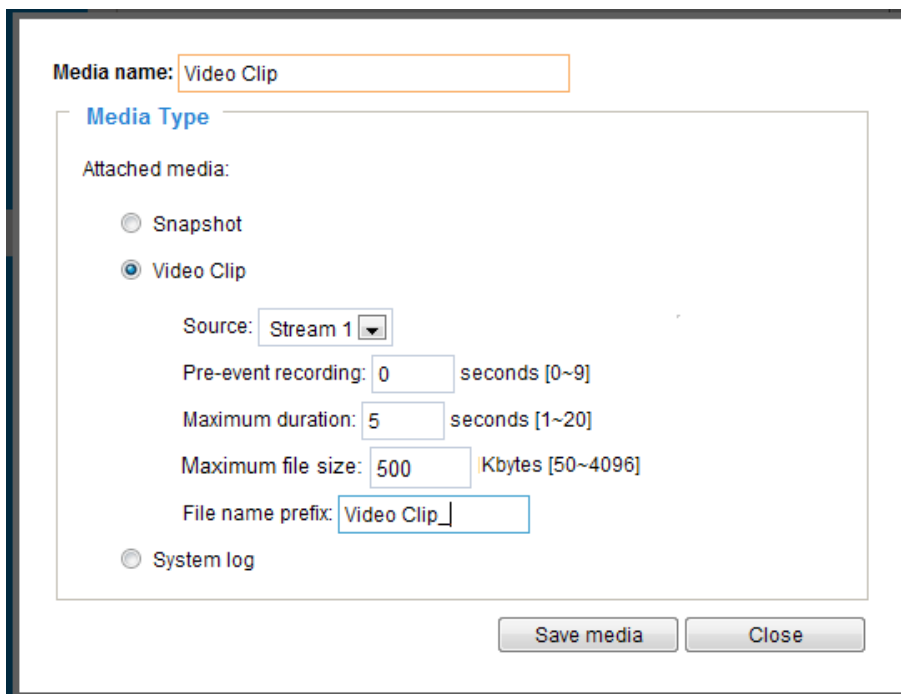 Media name: Video Clip
Media Type
Attached media:
Snapshot
Video Clip
Source: Stream 1
Pre-event recording: 0 seconds [0~9]
Maximum duration: 5 seconds [1~20]
Maximum file size: 500 Kbytes [50~4096]
File name prefix: Video Clip_
System log
Save media Close